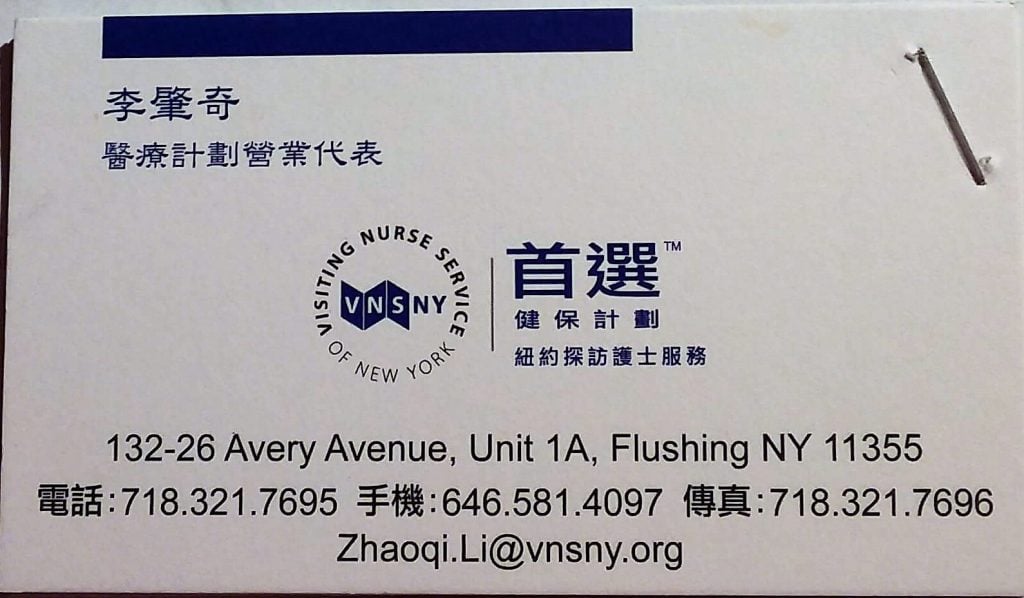 李肇奇
醫療計劃營業代表
VISITING NURSE SERVICE
OF NEW YORK
VNSNY
首選™
健保計劃
紐約探訪護士服務
132-26 Avery Avenue, Unit 1A, Flushing NY 11355
電話:718.321.7695 手機:646.581.4097 傳真:718.321.7696
Zhaoqi.Li@vnsny.org